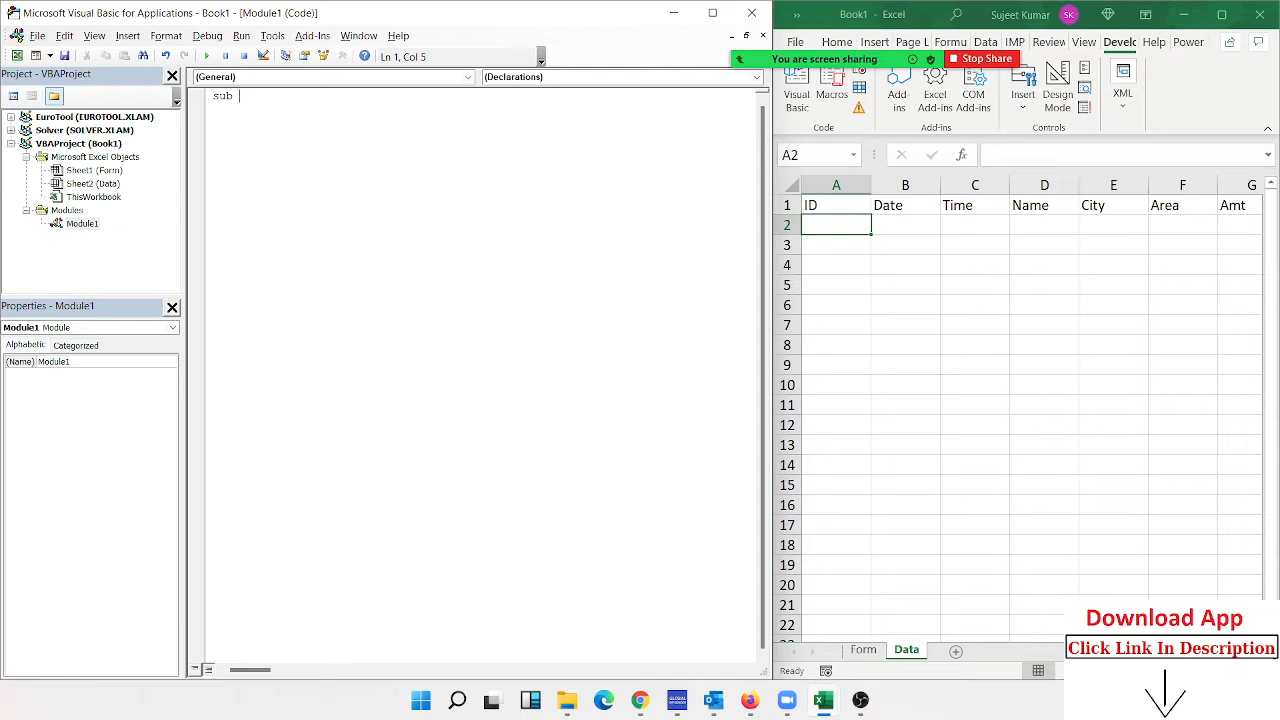 Microsoft Visual Basic for Applications - Book1 - [Module1 (Code)]
File Edit View Insert Format Debug Run Tools Add-Ins Window Help
Ln 1, Col 5
Project - VBAProject
EuroTool (EUROTOOL.XLAM)
Solver (SOLVER.XLAM)
VBAProject (Book1)
Microsoft Excel Objects
Sheet1 (Form)
Sheet2 (Data)
ThisWorkbook
Modules
Module1
Properties - Module1
Module1 Module
Alphabetic Categorized
(Name) Module1
(General) (Declarations)
sub
Book1 - Excel
Sujeet Kumar SK
File Home Insert Page L Formu Data IMP Review View Develc Help Power
You are screen sharing Stop Share
Visual Basic
Macros
Add-ins
Excel Add-ins
COM Add-ins
Insert
Design Mode
XML
Code Add-ins Controls
A2
fx
A B C D E F G
1 ID Date Time Name City Area Amt
2
3
4
5
6
7
8
9
10
11
12
13
14
15
16
17
18
19
20
21
22
Form Data
Ready
GLOBAL
Download App
Click Link In Description